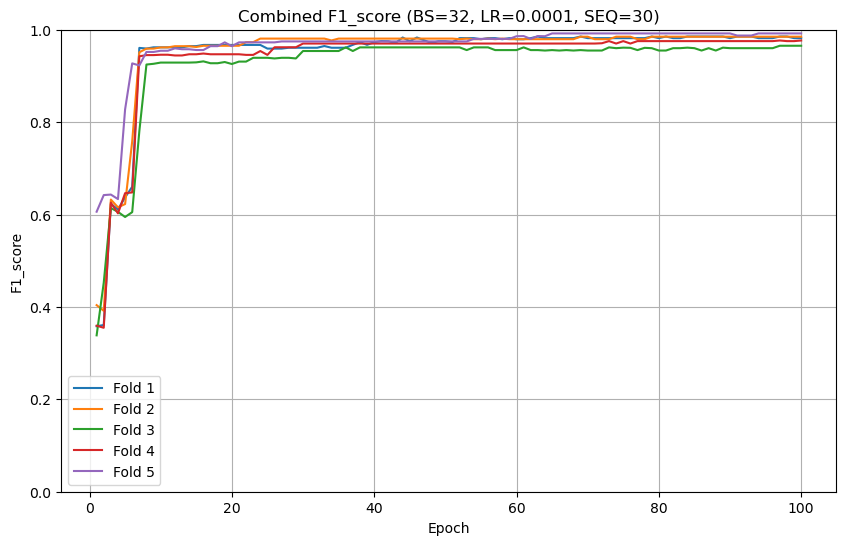 Combined F1_score (BS=32, LR=0.0001, SEQ=30)
1.0
0.8
0.6
0.4
0.2
0.0
F1_score
Fold 1
Fold 2
Fold 3
Fold 4
Fold 5
0 20 40 60 80 100
Epoch